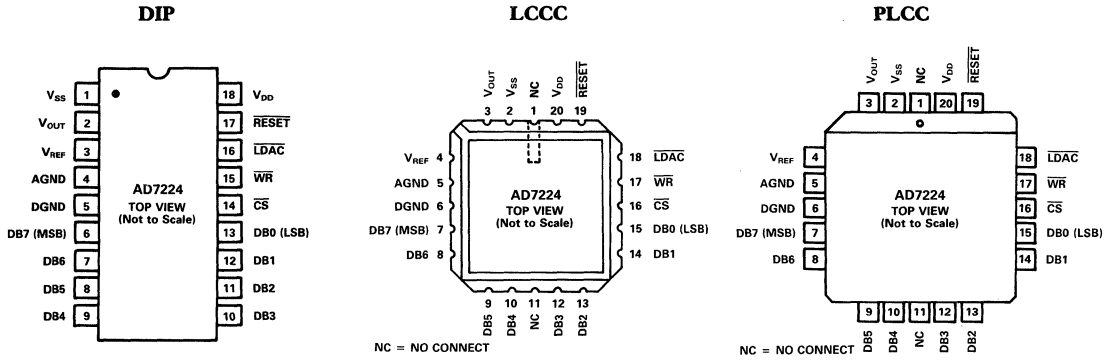 DIP
VSS 1
VOUT 2
VREF 3
AGND 4
DGND 5
DB7 (MSB) 6
DB6 7
DB5 8
DB4 9
18 VDD
17 RESET
16 LDAC
15 WR
14 CS
13 DB0 (LSB)
12 DB1
11 DB2
10 DB3
AD7224
TOP VIEW
(Not to Scale)
LCCC
VOUT VSS NC VDD RESET
3 2 1 20 19
VREF 4
AGND 5
DGND 6
DB7 (MSB) 7
DB6 8
AD7224
TOP VIEW
(Not to Scale)
18 LDAC
17 WR
16 CS
15 DB0 (LSB)
14 DB1
9 10 11 12 13
DB5 DB4 NC DB3 DB2
NC = NO CONNECT
PLCC
VOUT VSS NC VDD RESET
3 2 1 20 19
VREF 4
AGND 5
DGND 6
DB7 (MSB) 7
DB6 8
AD7224
TOP VIEW
(Not to Scale)
18 LDAC
17 WR
16 CS
15 DB0 (LSB)
14 DB1
9 10 11 12 13
DB5 DB4 NC DB3 DB2
NC = NO CONNECT